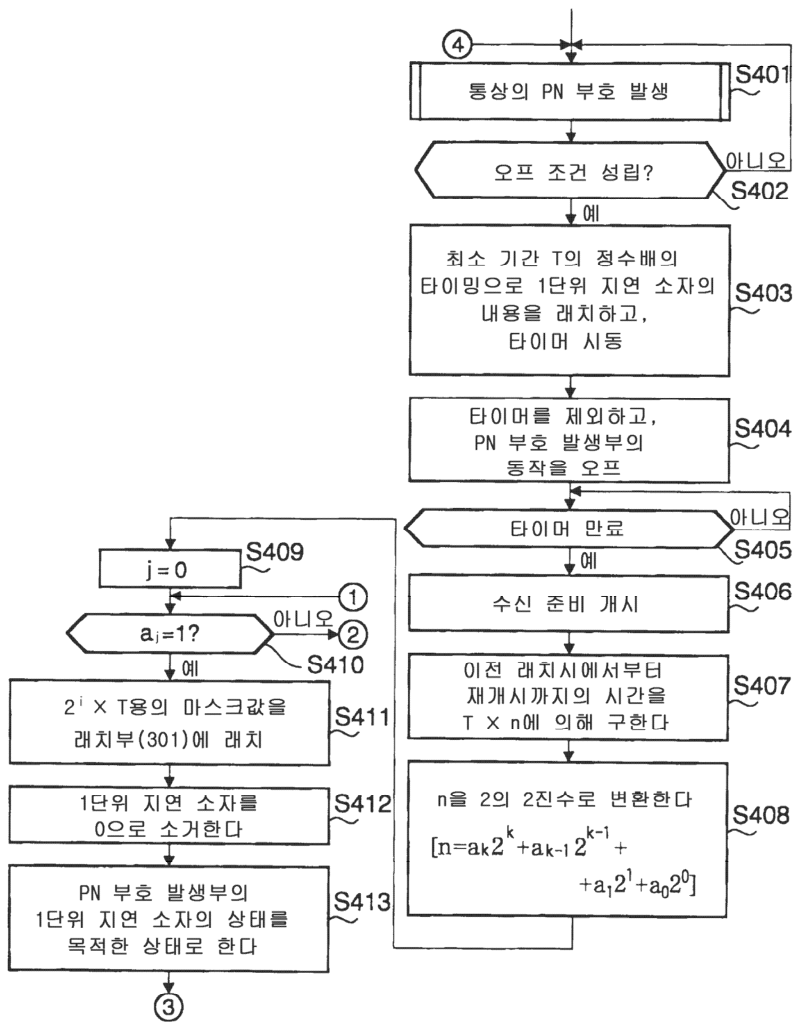 ④
통상의 PN 부호 발생
S401
오프 조건 성립?
아니오
S402
예
최소 기간 T의 정수배의
타이밍으로 1단위 지연 소자의
내용을 래치하고,
타이머 시동
S403
타이머를 제외하고,
PN 부호 발생부의
동작을 오프
S404
타이머 만료
아니오
S405
예
수신 준비 개시
S406
이전 래치시에서부터
재개시까지의 시간을
T × n에 의해 구한다
S407
n을 2의 2진수로 변환한다
[n=aₖ2ᵏ+aₖ₋₁2ᵏ⁻¹+
+a₁2¹+a₀2⁰]
S408
j=0
S409
①
aⱼ=1?
아니오
②
S410
예
2ʲ × T용의 마스크값을
래치부(301)에 래치
S411
1단위 지연 소자를
0으로 소거한다
S412
PN 부호 발생부의
1단위 지연 소자의 상태를
목적한 상태로 한다
S413
③